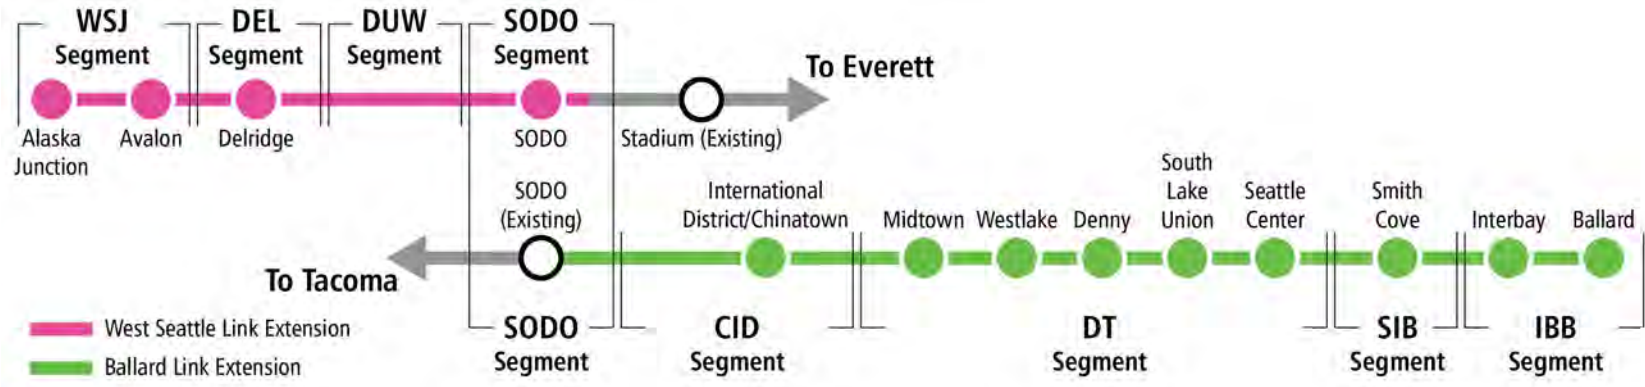 WSJ
Segment
DEL
Segment
DUW
Segment
SODO
Segment
To Everett
Alaska
Junction
Avalon
Delridge
SODO
Stadium (Existing)
SODO
(Existing)
International
District/Chinatown
Midtown
Westlake
Denny
South
Lake
Union
Seattle
Center
Smith
Cove
Interbay
Ballard
To Tacoma
West Seattle Link Extension
Ballard Link Extension
SODO
Segment
CID
Segment
DT
Segment
SIB
Segment
IBB
Segment